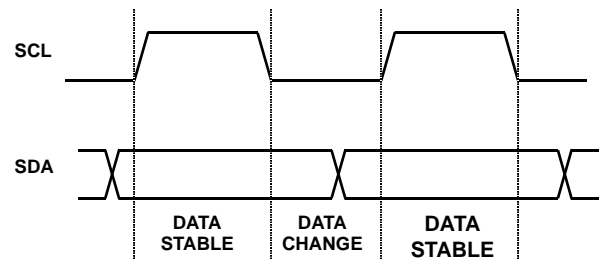 SCL
SDA
DATA
STABLE
DATA
CHANGE
DATA
STABLE